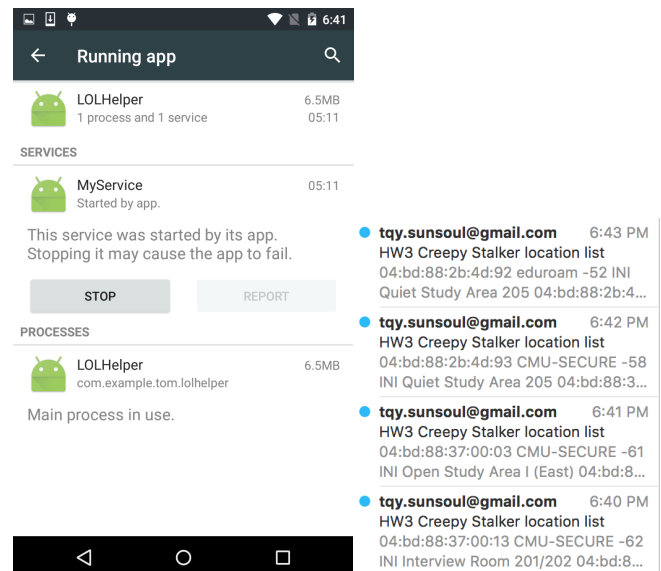 6:41
Running app
LOLHelper 6.5MB
1 process and 1 service 05:11
SERVICES
MyService 05:11
Started by app.
This service was started by its app.
Stopping it may cause the app to fail.
STOP REPORT
PROCESSES
LOLHelper 6.5MB
com.example.tom.lolhelper
Main process in use.
tqy.sunsoul@gmail.com 6:43 PM
HW3 Creepy Stalker location list
04:bd:88:2b:4d:92 eduroam -52 INI
Quiet Study Area 205 04:bd:88:2b:4...
tqy.sunsoul@gmail.com 6:42 PM
HW3 Creepy Stalker location list
04:bd:88:2b:4d:93 CMU-SECURE -58
INI Quiet Study Area 205 04:bd:88:3...
tqy.sunsoul@gmail.com 6:41 PM
HW3 Creepy Stalker location list
04:bd:88:37:00:03 CMU-SECURE -61
INI Open Study Area I (East) 04:bd:8...
tqy.sunsoul@gmail.com 6:40 PM
HW3 Creepy Stalker location list
04:bd:88:37:00:13 CMU-SECURE -62
INI Interview Room 201/202 04:bd:8...